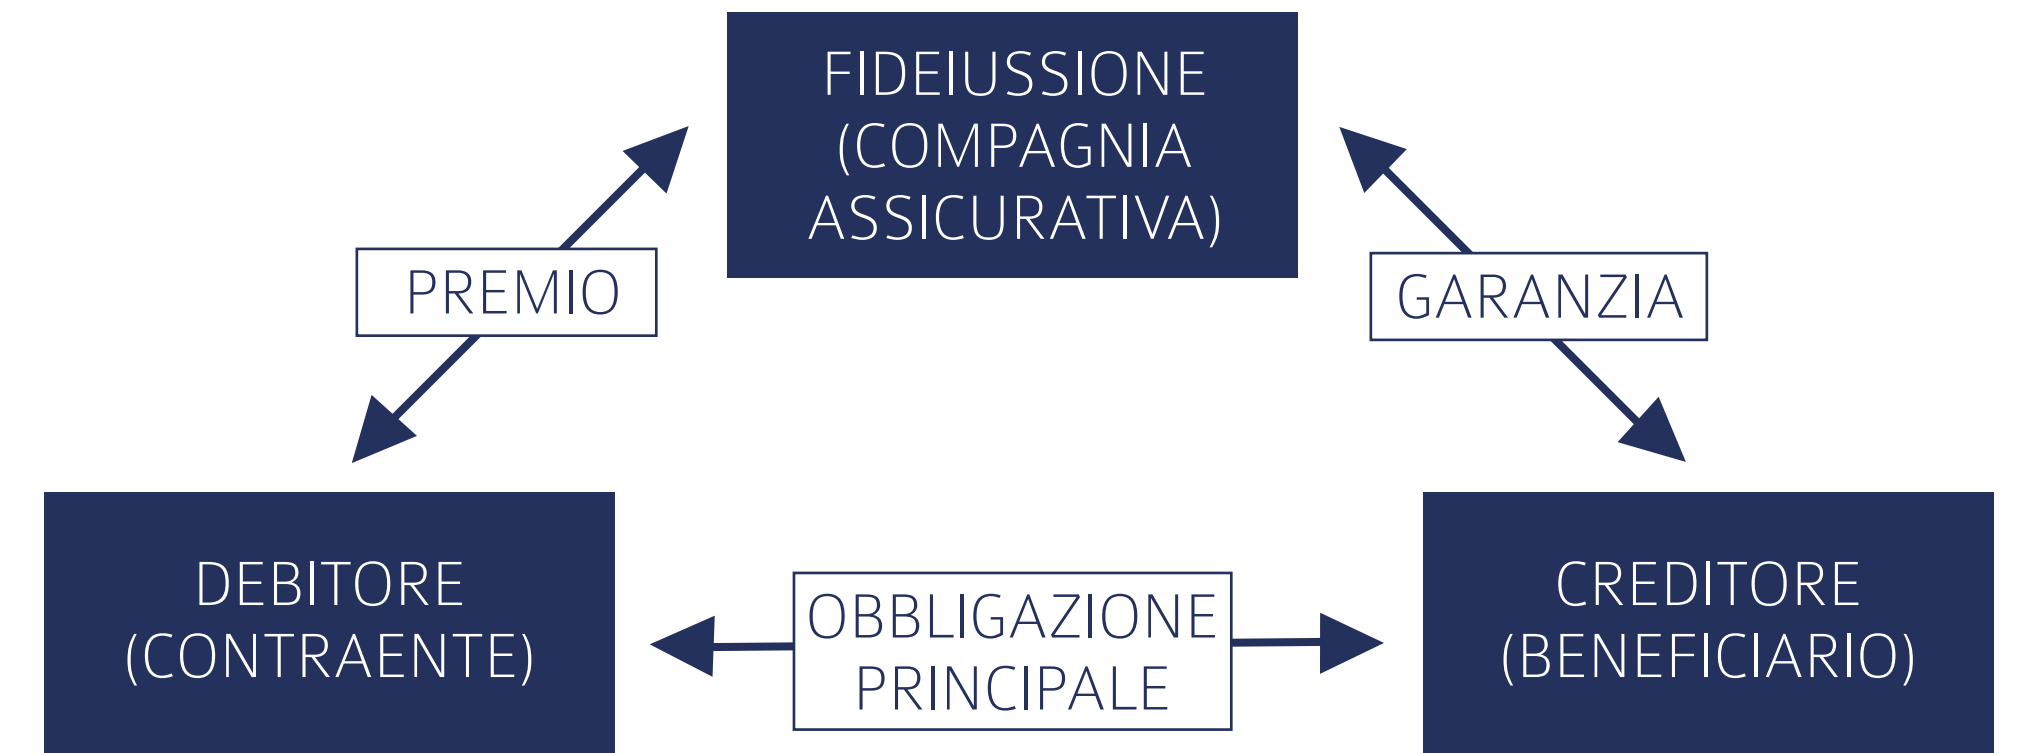 FIDEIUSSIONE
(COMPAGNIA
ASSICURATIVA)
PREMIO
GARANZIA
DEBITORE
(CONTRAENTE)
OBBLIGAZIONE
PRINCIPALE
CREDITORE
(BENEFICIARIO)